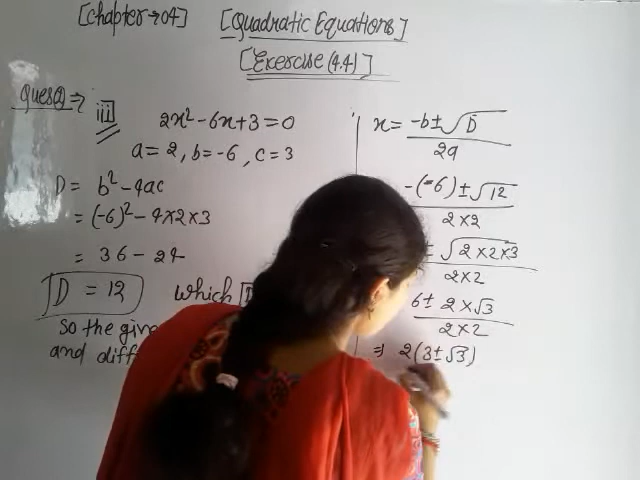 [Chapter → 04] [Quadratic Equations]
[Exercise (4.4)]
Ques① ⇒ iii]
2x² - 6x + 3 = 0
a = 2, b = -6, c = 3
D = b² - 4ac
= (-6)² - 4×2×3
= 36 - 24
D = 12 which
So the give
and diff
x = -b ± √D / 2a
-(-6) ± √12 / 2×2
± √2×2×3 / 2×2
6 ± 2×√3 / 2×2
⇒ 2(3±√3)